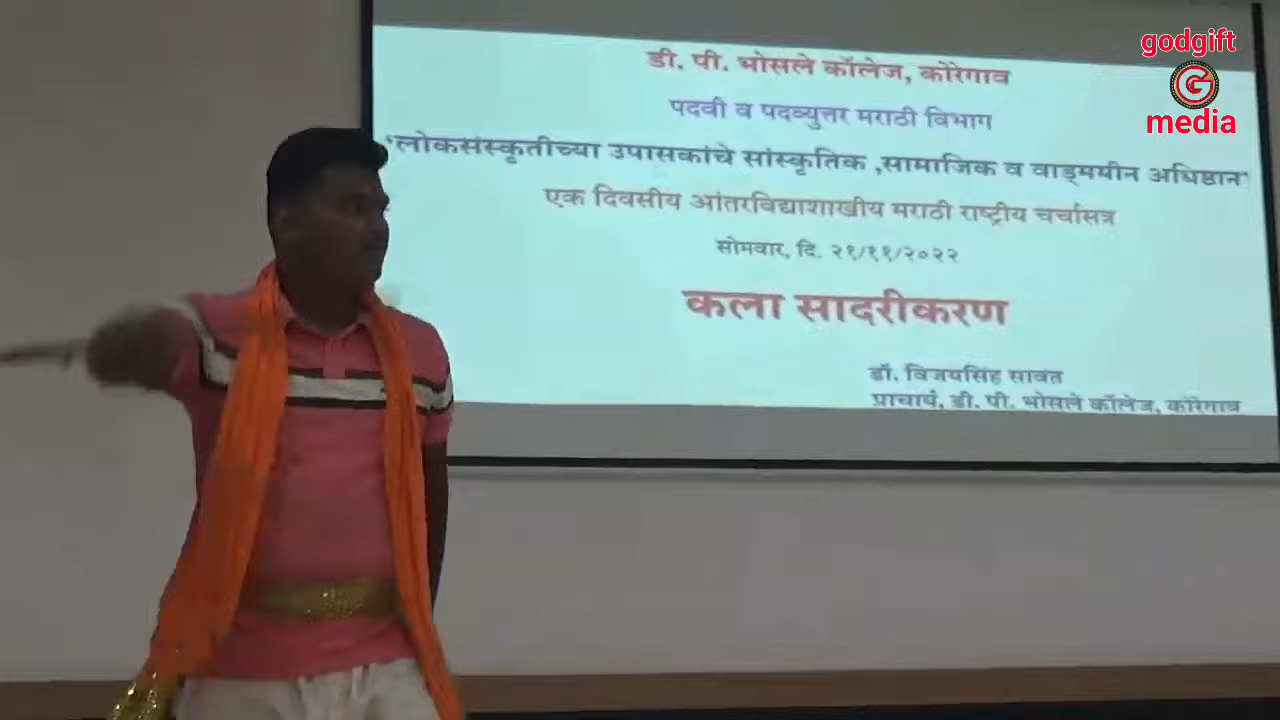 डी. पी. भोसले कॉलेज, कोरेगाव
पदवी व पदव्युत्तर मराठी विभाग
'लोकसंस्कृतीच्या उपासकांचे सांस्कृतिक ,सामाजिक व वाड्मयीन अधिष्ठान'
एक दिवसीय आंतरविद्याशाखीय मराठी राष्ट्रीय चर्चासत्र
सोमवार, दि. २१/११/२०२२
कला सादरीकरण
डॉ. विजयसिंह सावंत
प्राचार्य, डी. पी. भोसले कॉलेज, कोरेगाव
godgift
G
media